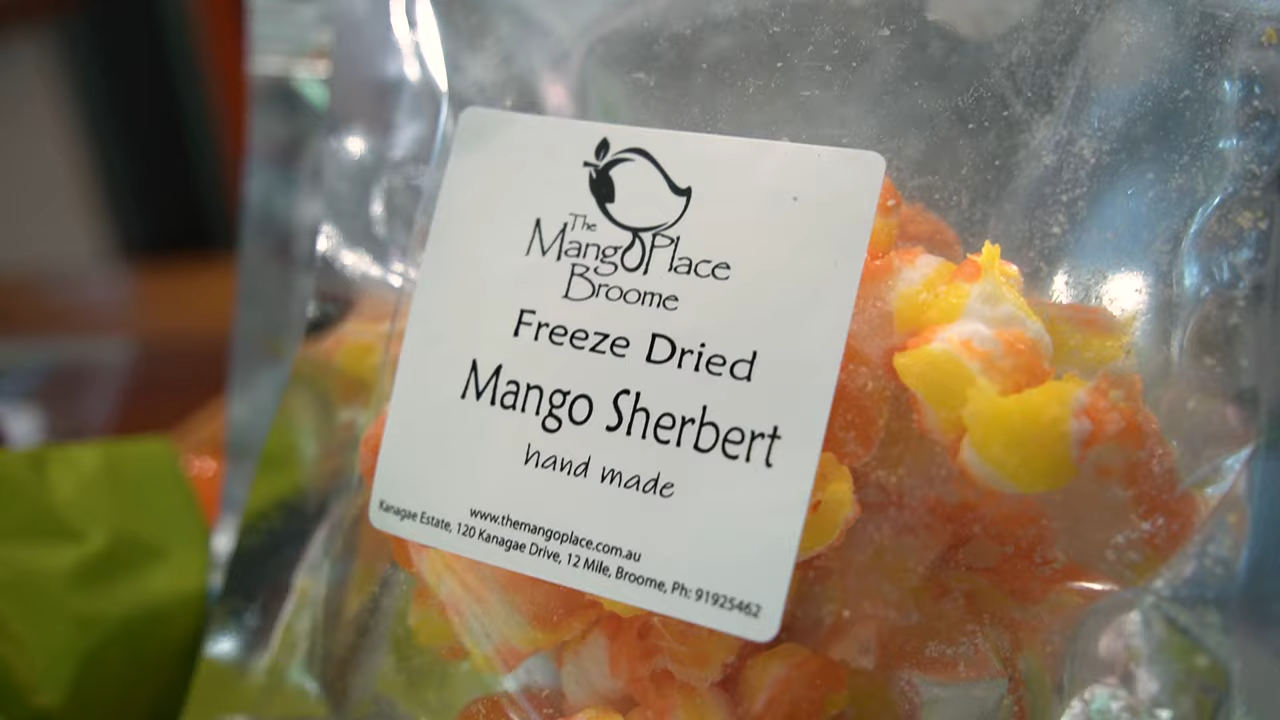 The
Mango Place
Broome
Freeze Dried
Mango Sherbert
hand made
www.themangoplace.com.au
Kanagae Estate, 120 Kanagae Drive, 12 Mile, Broome, Ph: 91925462